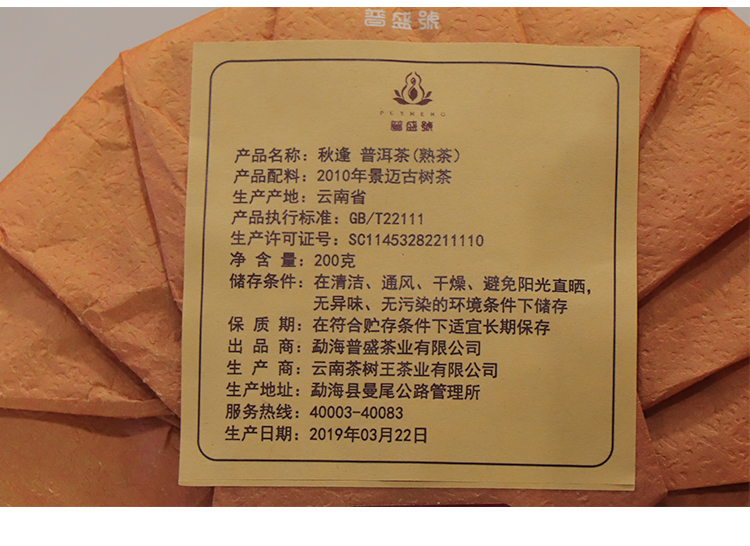 普盛號
PUSHENG
普盛號
产品名称：秋逢 普洱茶(熟茶)
产品配料：2010年景迈古树茶
生产产地：云南省
产品执行标准：GB/T22111
生产许可证号：SC11453282211110
净 含 量：200克
储存条件：在清洁、通风、干燥、避免阳光直晒，
无异味、无污染的环境条件下储存
保 质 期：在符合贮存条件下适宜长期保存
出 品 商：勐海普盛茶业有限公司
生 产 商：云南茶树王茶业有限公司
生产地址：勐海县曼尾公路管理所
服务热线：40003-40083
生产日期：2019年03月22日